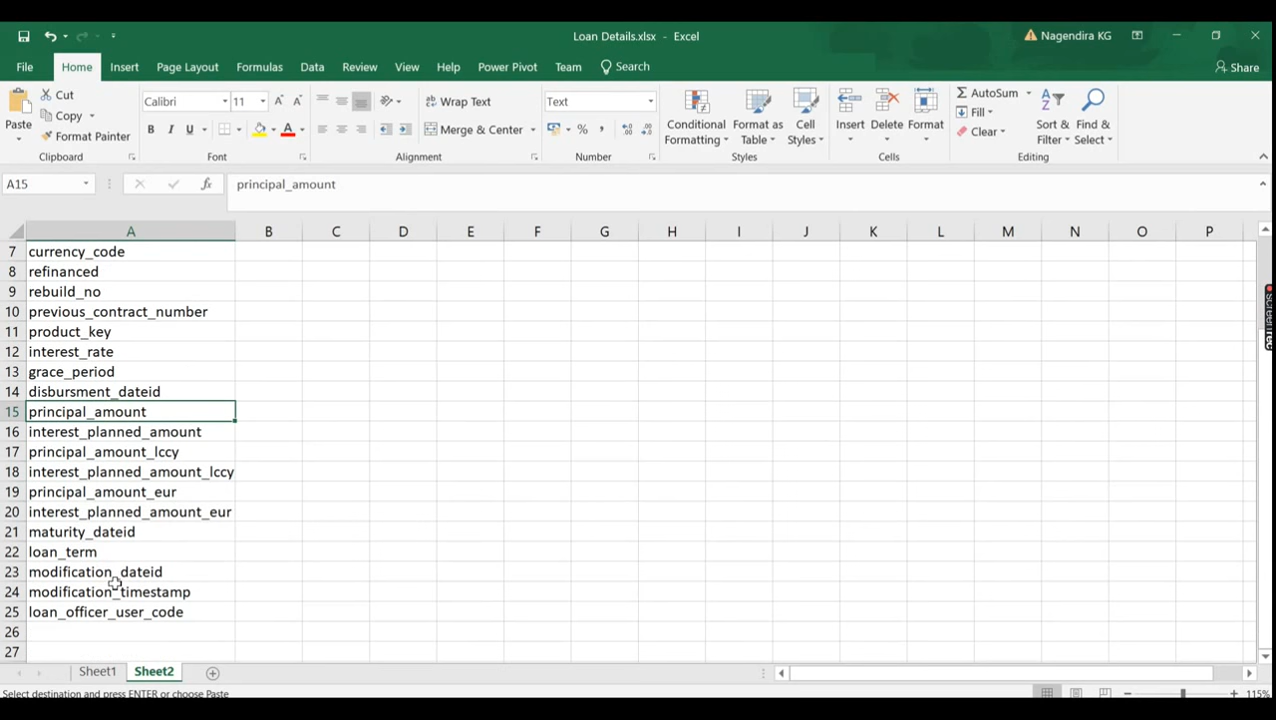 Loan Details.xlsx - Excel
Nagendira KG
File Home Insert Page Layout Formulas Data Review View Help Power Pivot Team Search Share
Paste
Cut
Copy
Format Painter
Clipboard
Calibri 11
B I U A
Font
Wrap Text
Merge & Center
Alignment
Text
% ,
Number
Conditional Formatting
Format as Table
Cell Styles
Styles
Insert
Delete
Format
Cells
AutoSum
Fill
Clear
Sort & Filter
Find & Select
Editing
A15 fx principal_amount
A B C D E F G H I J K L M N O P
7 currency_code
8 refinanced
9 rebuild_no
10 previous_contract_number
11 product_key
12 interest_rate
13 grace_period
14 disbursment_dateid
15 principal_amount
16 interest_planned_amount
17 principal_amount_lccy
18 interest_planned_amount_lccy
19 principal_amount_eur
20 interest_planned_amount_eur
21 maturity_dateid
22 loan_term
23 modification_dateid
24 modification_timestamp
25 loan_officer_user_code
26
27
screenrec
Sheet1 Sheet2
Select destination and press ENTER or choose Paste
115%